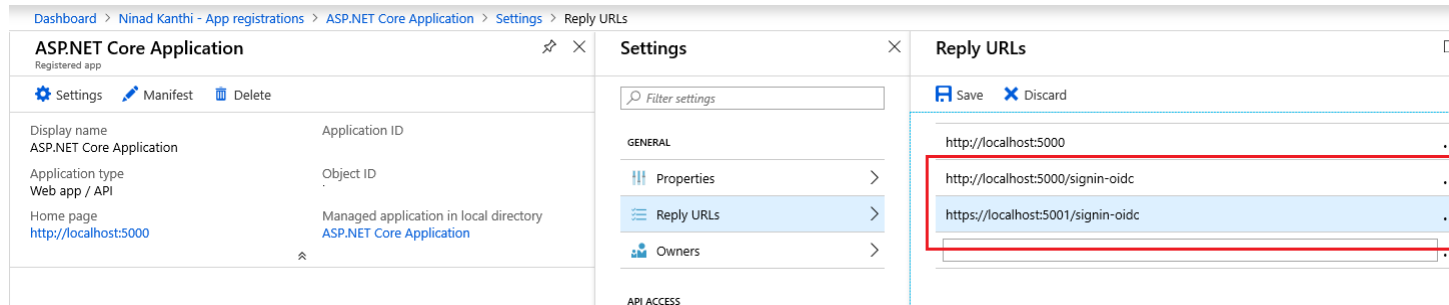 Dashboard > Ninad Kanthi - App registrations > ASP.NET Core Application > Settings > Reply URLs
ASP.NET Core Application
Registered app
Settings Manifest Delete
Display name
ASP.NET Core Application
Application ID
Application type
Web app / API
Object ID
Home page
http://localhost:5000
Managed application in local directory
ASP.NET Core Application
Settings
Filter settings
GENERAL
Properties
Reply URLs
Owners
API ACCESS
Reply URLs
Save Discard
http://localhost:5000
http://localhost:5000/signin-oidc
https://localhost:5001/signin-oidc